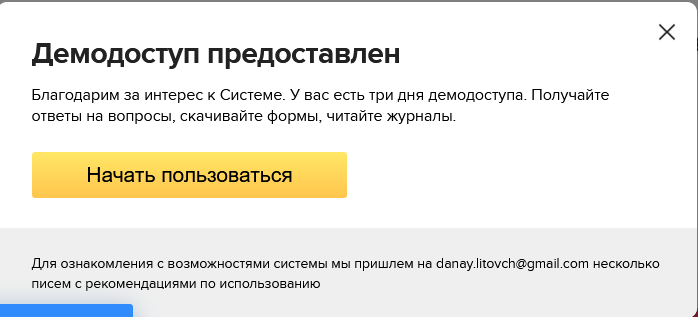 Демодоступ предоставлен
Благодарим за интерес к Системе. У вас есть три дня демодоступа. Получайте
ответы на вопросы, скачивайте формы, читайте журналы.
Начать пользоваться
Для ознакомления с возможностями системы мы пришлем на danay.litovch@gmail.com несколько
писем с рекомендациями по использованию